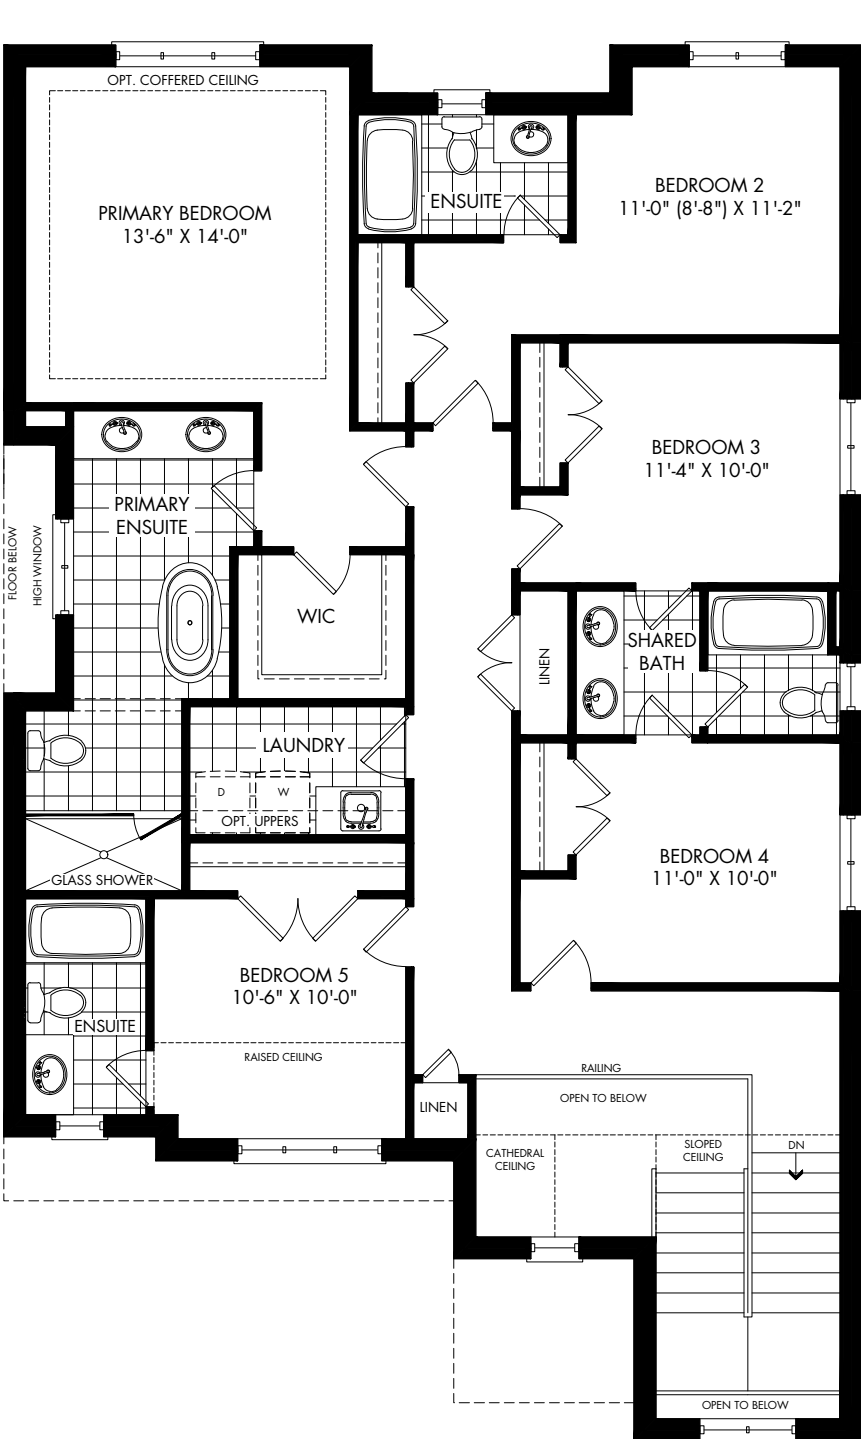 OPT. COFFERED CEILING
PRIMARY BEDROOM
13'-6" X 14'-0"
ENSUITE
BEDROOM 2
11'-0" (8'-8") X 11'-2"
BEDROOM 3
11'-4" X 10'-0"
PRIMARY
ENSUITE
FLOOR BELOW
HIGH WINDOW
WIC
LINEN
SHARED
BATH
LAUNDRY
D
W
OPT. UPPERS
GLASS SHOWER
BEDROOM 4
11'-0" X 10'-0"
BEDROOM 5
10'-6" X 10'-0"
ENSUITE
RAISED CEILING
LINEN
RAILING
OPEN TO BELOW
CATHEDRAL
CEILING
SLOPED
CEILING
DN
OPEN TO BELOW